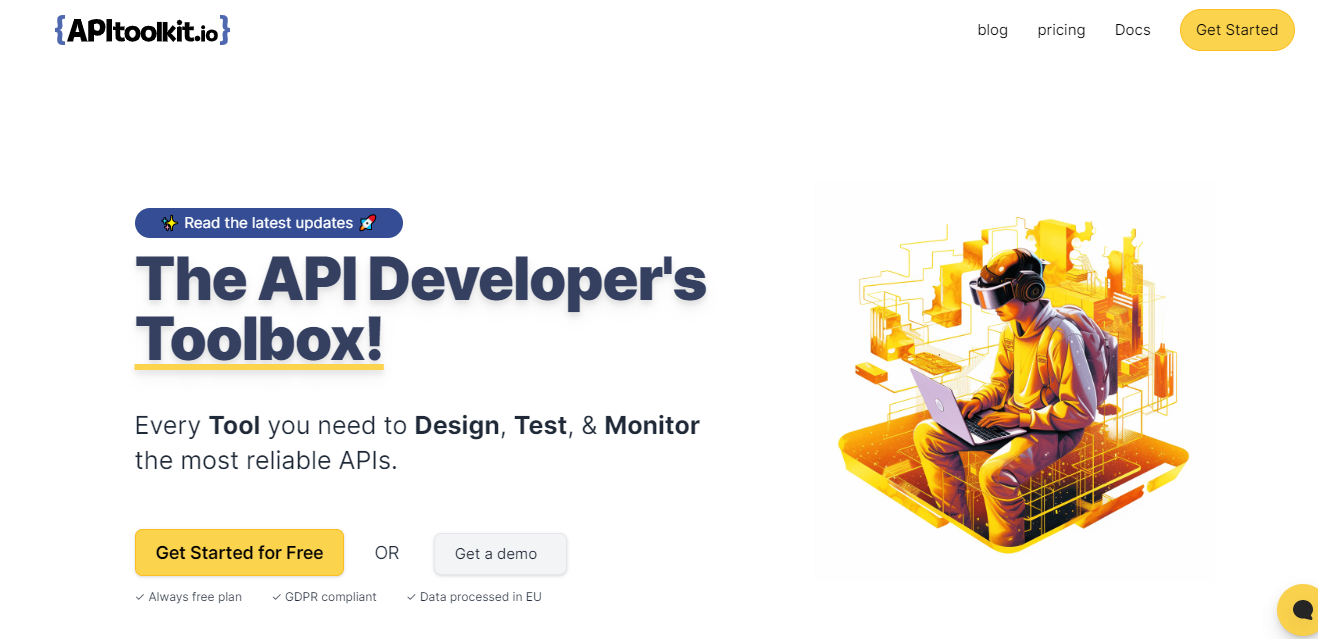 {APItoolkit.io}
blog pricing Docs Get Started
✨ Read the latest updates 🚀
The API Developer's
Toolbox!
Every Tool you need to Design, Test, & Monitor
the most reliable APIs.
Get Started for Free OR Get a demo
✓ Always free plan ✓ GDPR compliant ✓ Data processed in EU